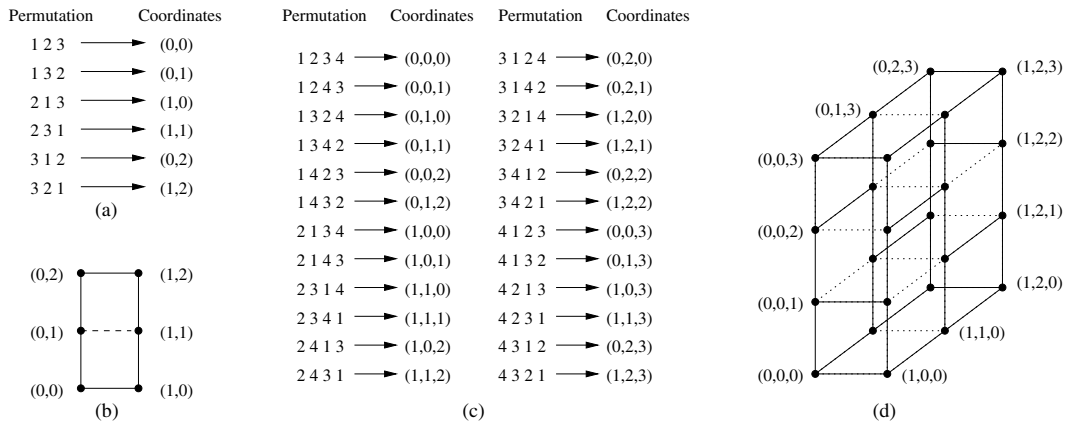 Permutation Coordinates
1 2 3 (0,0)
1 3 2 (0,1)
2 1 3 (1,0)
2 3 1 (1,1)
3 1 2 (0,2)
3 2 1 (1,2)
(a)
(0,2) (1,2)
(0,1) (1,1)
(0,0) (1,0)
(b)
Permutation Coordinates Permutation Coordinates
1 2 3 4 (0,0,0) 3 1 2 4 (0,2,0)
1 2 4 3 (0,0,1) 3 1 4 2 (0,2,1)
1 3 2 4 (0,1,0) 3 2 1 4 (1,2,0)
1 3 4 2 (0,1,1) 3 2 4 1 (1,2,1)
1 4 2 3 (0,0,2) 3 4 1 2 (0,2,2)
1 4 3 2 (0,1,2) 3 4 2 1 (1,2,2)
2 1 3 4 (1,0,0) 4 1 2 3 (0,0,3)
2 1 4 3 (1,0,1) 4 1 3 2 (0,1,3)
2 3 1 4 (1,1,0) 4 2 1 3 (1,0,3)
2 3 4 1 (1,1,1) 4 2 3 1 (1,1,3)
2 4 1 3 (1,0,2) 4 3 1 2 (0,2,3)
2 4 3 1 (1,1,2) 4 3 2 1 (1,2,3)
(c)
(0,2,3) (1,2,3)
(0,1,3)
(1,2,2)
(0,0,3)
(1,2,1)
(0,0,2)
(1,2,0)
(0,0,1)
(1,1,0)
(0,0,0) (1,0,0)
(d)